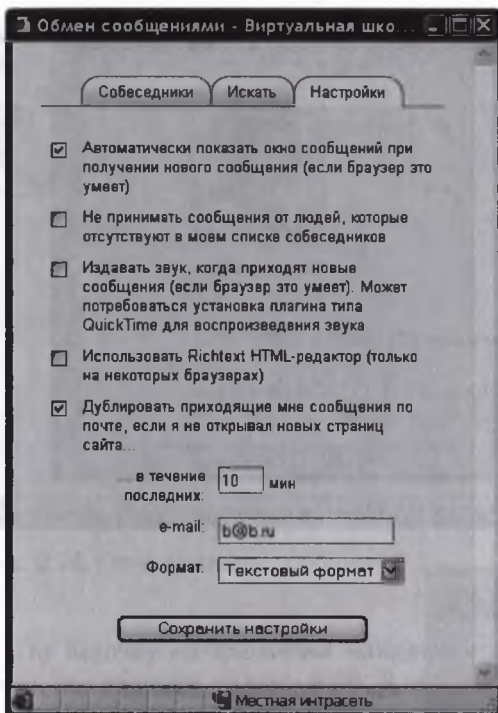 Обмен сообщениями - Виртуальная шко...
Собеседники
Искать
Настройки
Автоматически показать окно сообщений при
получении нового сообщения (если браузер это
умеет)
Не принимать сообщения от людей, которые
отсутствуют в моем списке собеседников
Издавать звук, когда приходят новые
сообщения (если браузер это умеет). Может
потребоваться установка плагина типа
QuickTime для воспроизведения звука
Использовать Richtext HTML-редактор (только
на некоторых браузерах)
Дублировать приходящие мне сообщения по
почте, если я не открывал новых страниц
сайта...
... в течение
последних:
10 мин
e-mail: b@b.ru
Формат: Текстовый формат
Сохранить настройки
Местная интрасеть